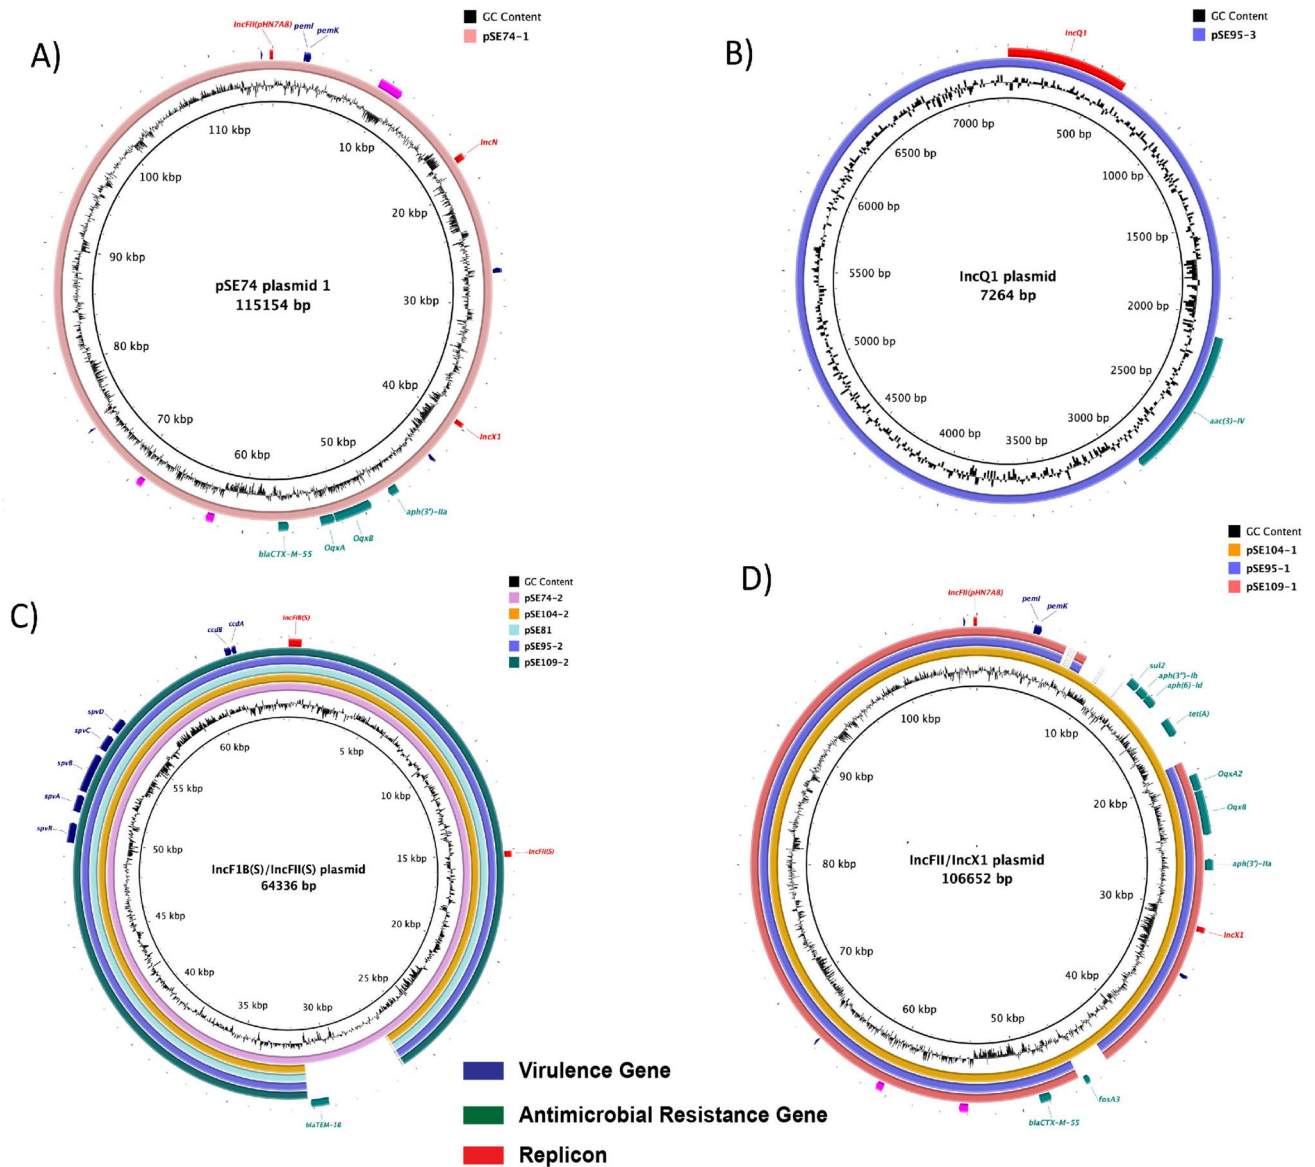 A)
GC Content
pSE74-1
IncFII(pHN7A8)
pemI
pemK
IncN
IncX1
aph(3')-IIa
OqxB
OqxA
blaCTX-M-55
110 kbp
10 kbp
100 kbp
20 kbp
90 kbp
30 kbp
80 kbp
40 kbp
70 kbp
50 kbp
60 kbp
pSE74 plasmid 1
115154 bp
B)
GC Content
pSE95-3
IncQ1
aac(3)-IV
7000 bp
500 bp
6500 bp
1000 bp
6000 bp
1500 bp
5500 bp
2000 bp
5000 bp
2500 bp
4500 bp
3000 bp
4000 bp
3500 bp
IncQ1 plasmid
7264 bp
C)
GC Content
pSE74-2
pSE104-2
pSE81
pSE95-2
pSE109-2
IncFIB(S)
ccdA
ccdB
spvD
spvC
spvB
spvA
spvR
IncFII(S)
blaTEM-1B
60 kbp
5 kbp
55 kbp
10 kbp
50 kbp
15 kbp
45 kbp
20 kbp
40 kbp
25 kbp
35 kbp
30 kbp
IncF1B(S)/IncFII(S) plasmid
64336 bp
D)
GC Content
pSE104-1
pSE95-1
pSE109-1
IncFII(pHN7A8)
pemI
pemK
sul2
aph(3")-Ib
aph(6)-Id
tet(A)
OqxA2
OqxB
aph(3')-IIa
IncX1
fosA3
blaCTX-M-55
100 kbp
10 kbp
90 kbp
20 kbp
80 kbp
30 kbp
70 kbp
40 kbp
60 kbp
50 kbp
IncFII/IncX1 plasmid
106652 bp
Virulence Gene
Antimicrobial Resistance Gene
Replicon